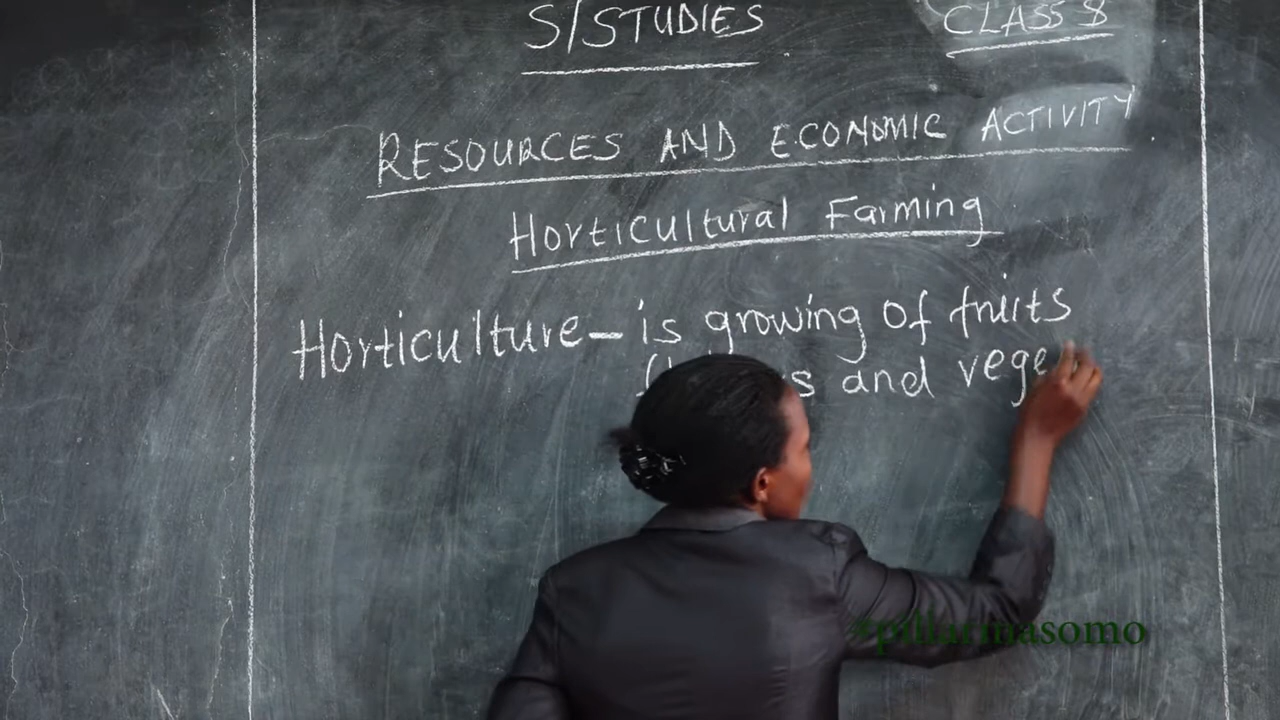 S/STUDIES
CLASS 8
RESOURCES AND ECONOMIC ACTIVITY
Horticultural Farming
Horticulture - is growing of fruits
and vege
#pillarmasomo